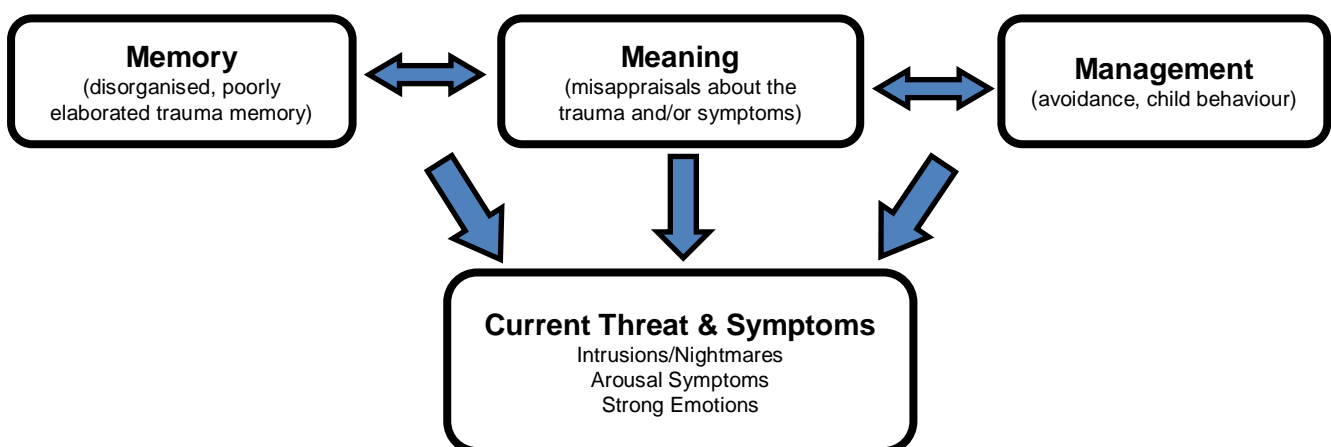 Memory
(disorganised, poorly
elaborated trauma memory)
Meaning
(misappraisals about the
trauma and/or symptoms)
Management
(avoidance, child behaviour)
Current Threat & Symptoms
Intrusions/Nightmares
Arousal Symptoms
Strong Emotions